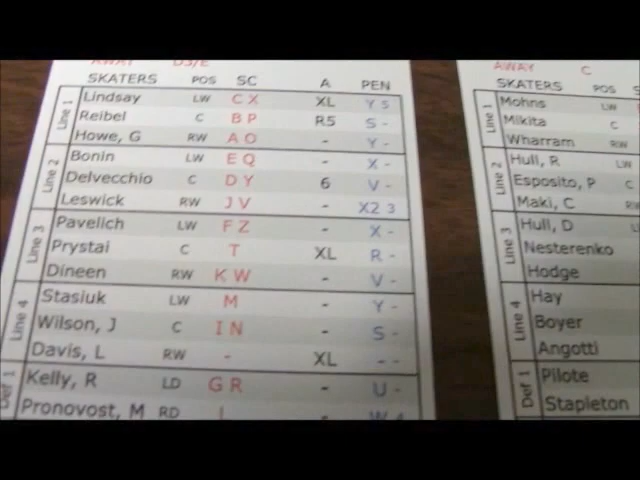 AWAY D3/E
SKATERS POS SC A PEN
Line 1
Lindsay LW C X XL Y 5
Reibel C B P R5 S -
Howe, G RW A O - Y -
Line 2
Bonin LW E Q - X -
Delvecchio C D Y 6 V -
Leswick RW J V - X2 3
Line 3
Pavelich LW F Z - X -
Prystai C T XL R -
Dineen RW K W - V -
Line 4
Stasiuk LW M - Y -
Wilson, J C I N - S -
Davis, L RW - XL - -
Def 1
Kelly, R LD G R - U -
Pronovost, M RD - W 4
AWAY C
SKATERS POS
Line 1
Mohns LW
Mikita C
Wharram RW
Line 2
Hull, R LW
Esposito, P C
Maki, C RW
Line 3
Hull, D
Nesterenko
Hodge
Line 4
Hay
Boyer
Angotti
Def 1
Pilote
Stapleton